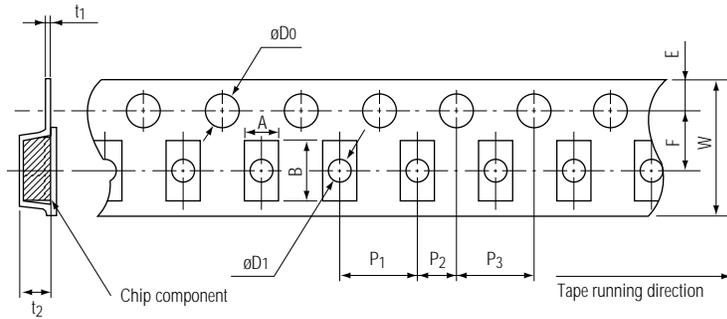 t1
øD0
E
A
F
W
B
øD1
P1
P2
P3
t2
Chip component
Tape running direction